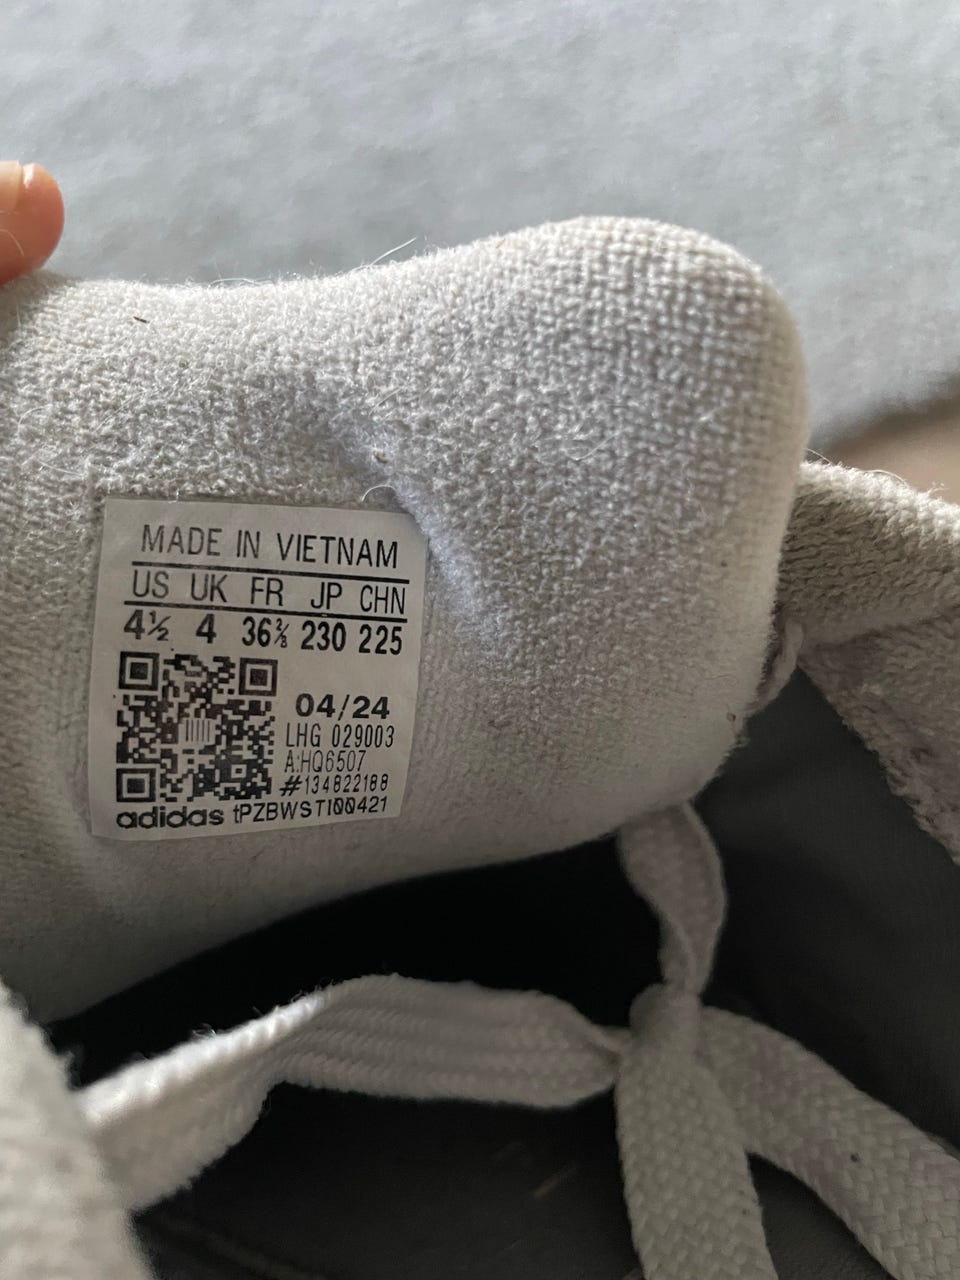 MADE IN VIETNAM
US UK FR JP CHN
4½ 4 36⅔ 230 225
04/24
LHG 029003
A:HQ6507
#134822188
adidas tPZBWSTI00421